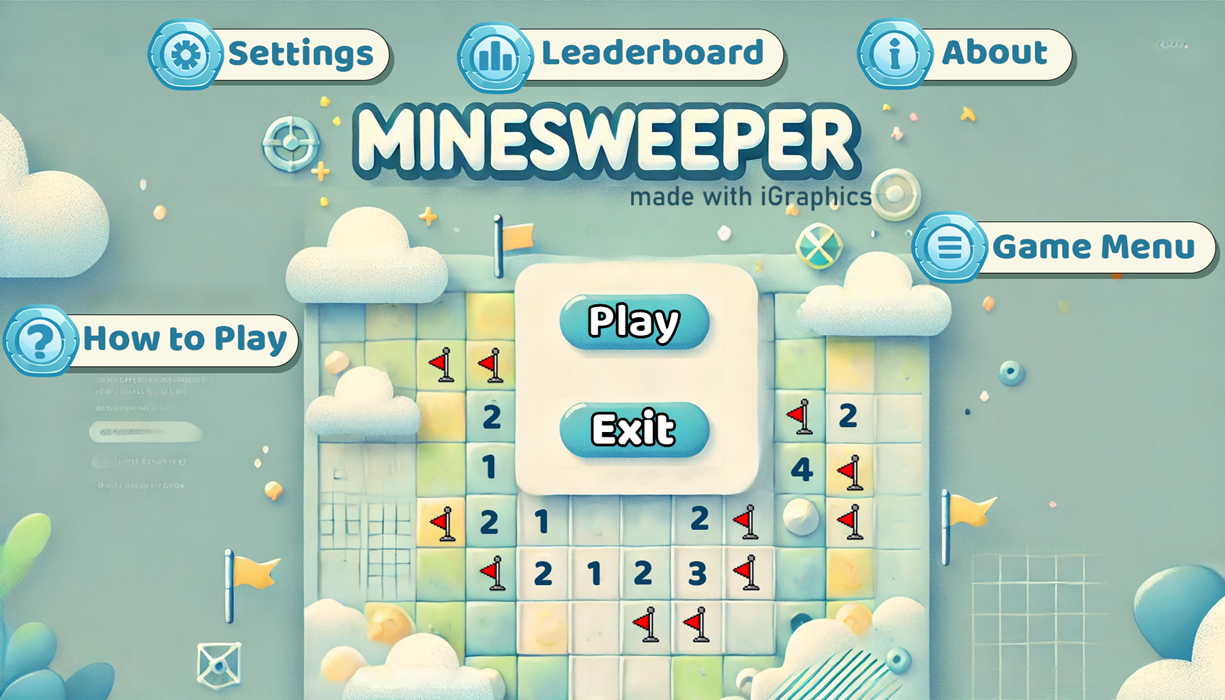 Settings
Leaderboard
About
MINESWEEPER
made with iGraphics
Game Menu
Play
How to Play
Exit
2 2
1 4
2 1 2
2 1 2 3